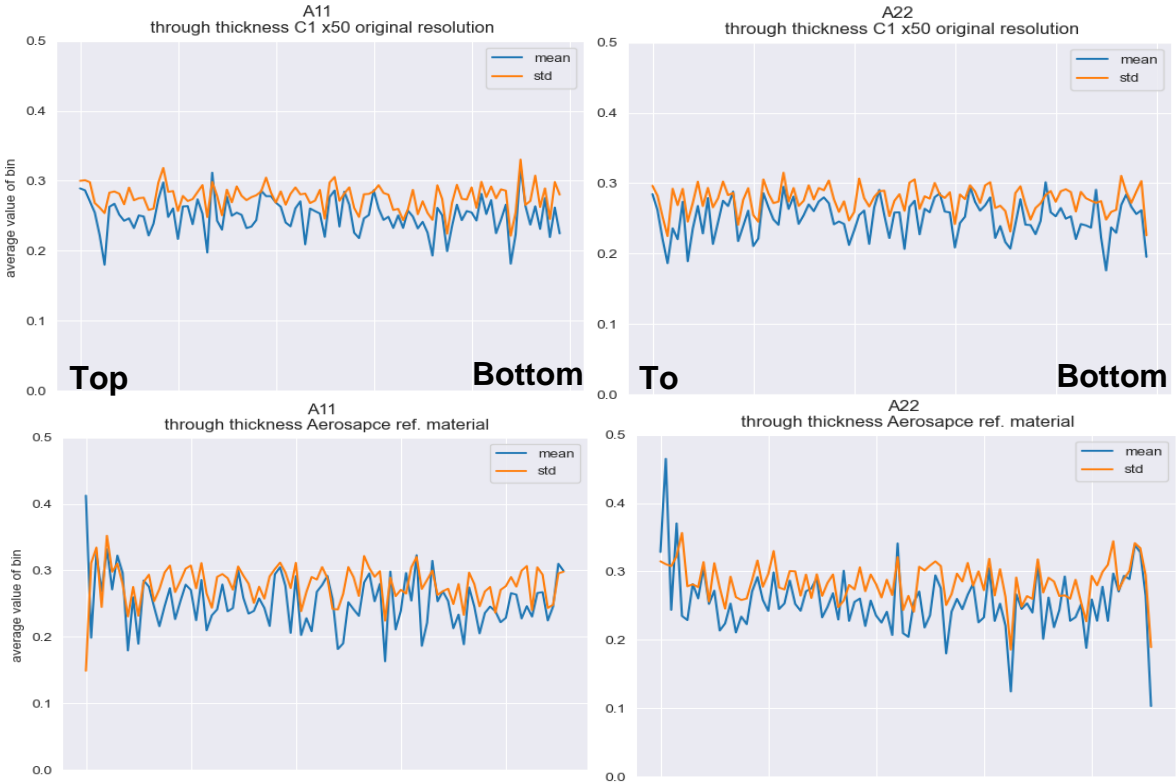 A11
through thickness C1 x50 original resolution
0.5
0.4
0.3
0.2
0.1
0.0
average value of bin
mean
std
Top
Bottom
A22
through thickness C1 x50 original resolution
0.5
0.4
0.3
0.2
0.1
0.0
mean
std
To
Bottom
A11
through thickness Aerosapce ref. material
0.5
0.4
0.3
0.2
0.1
0.0
average value of bin
mean
std
A22
through thickness Aerosapce ref. material
0.5
0.4
0.3
0.2
0.1
0.0
mean
std